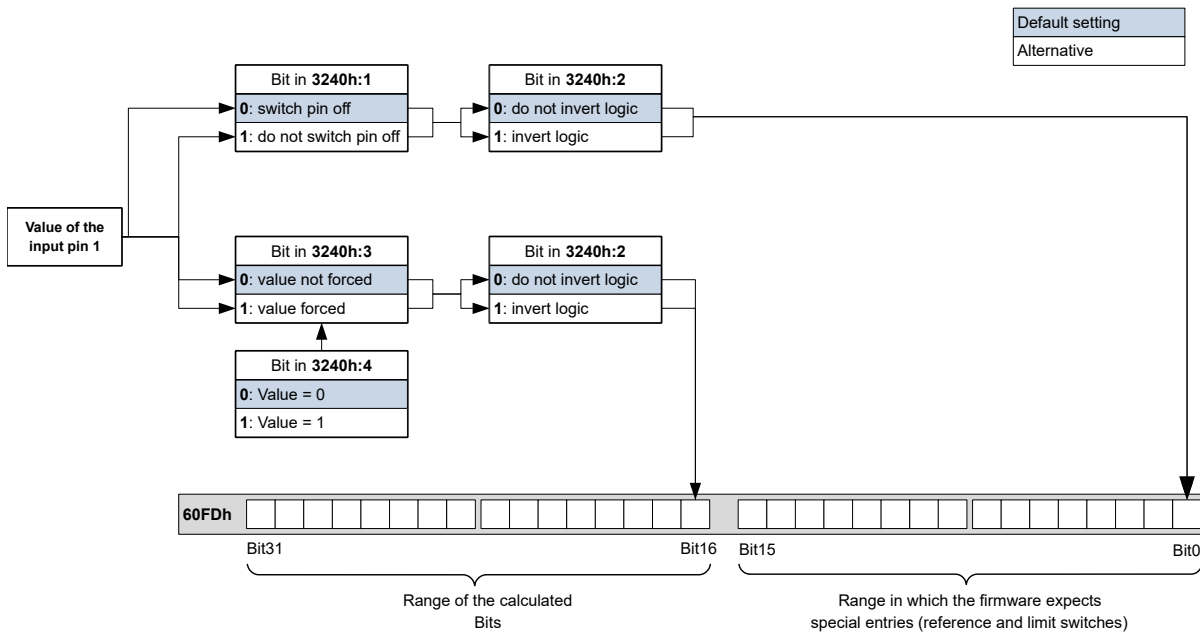 Default setting
Alternative
Bit in 3240h:1
0: switch pin off
1: do not switch pin off
Bit in 3240h:2
0: do not invert logic
1: invert logic
Value of the
input pin 1
Bit in 3240h:3
0: value not forced
1: value forced
Bit in 3240h:2
0: do not invert logic
1: invert logic
Bit in 3240h:4
0: Value = 0
1: Value = 1
60FDh
Bit31
Bit16
Bit15
Bit0
Range of the calculated
Bits
Range in which the firmware expects
special entries (reference and limit switches)